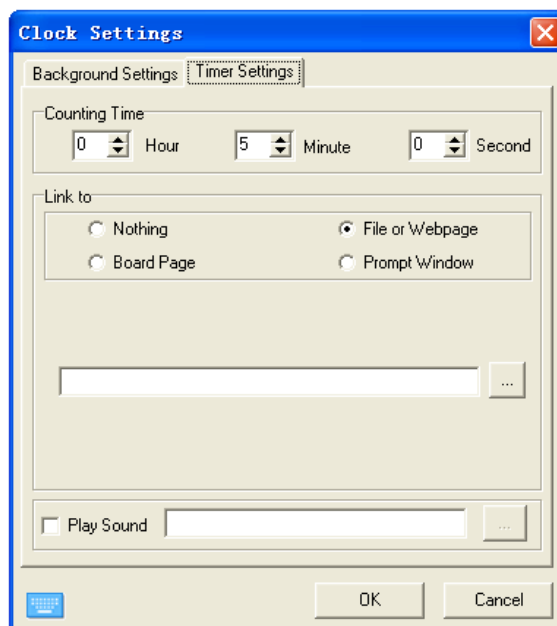 Clock Settings
Background Settings Timer Settings
Counting Time
0 Hour 5 Minute 0 Second
Link to
Nothing File or Webpage
Board Page Prompt Window
...
Play Sound ...
OK Cancel